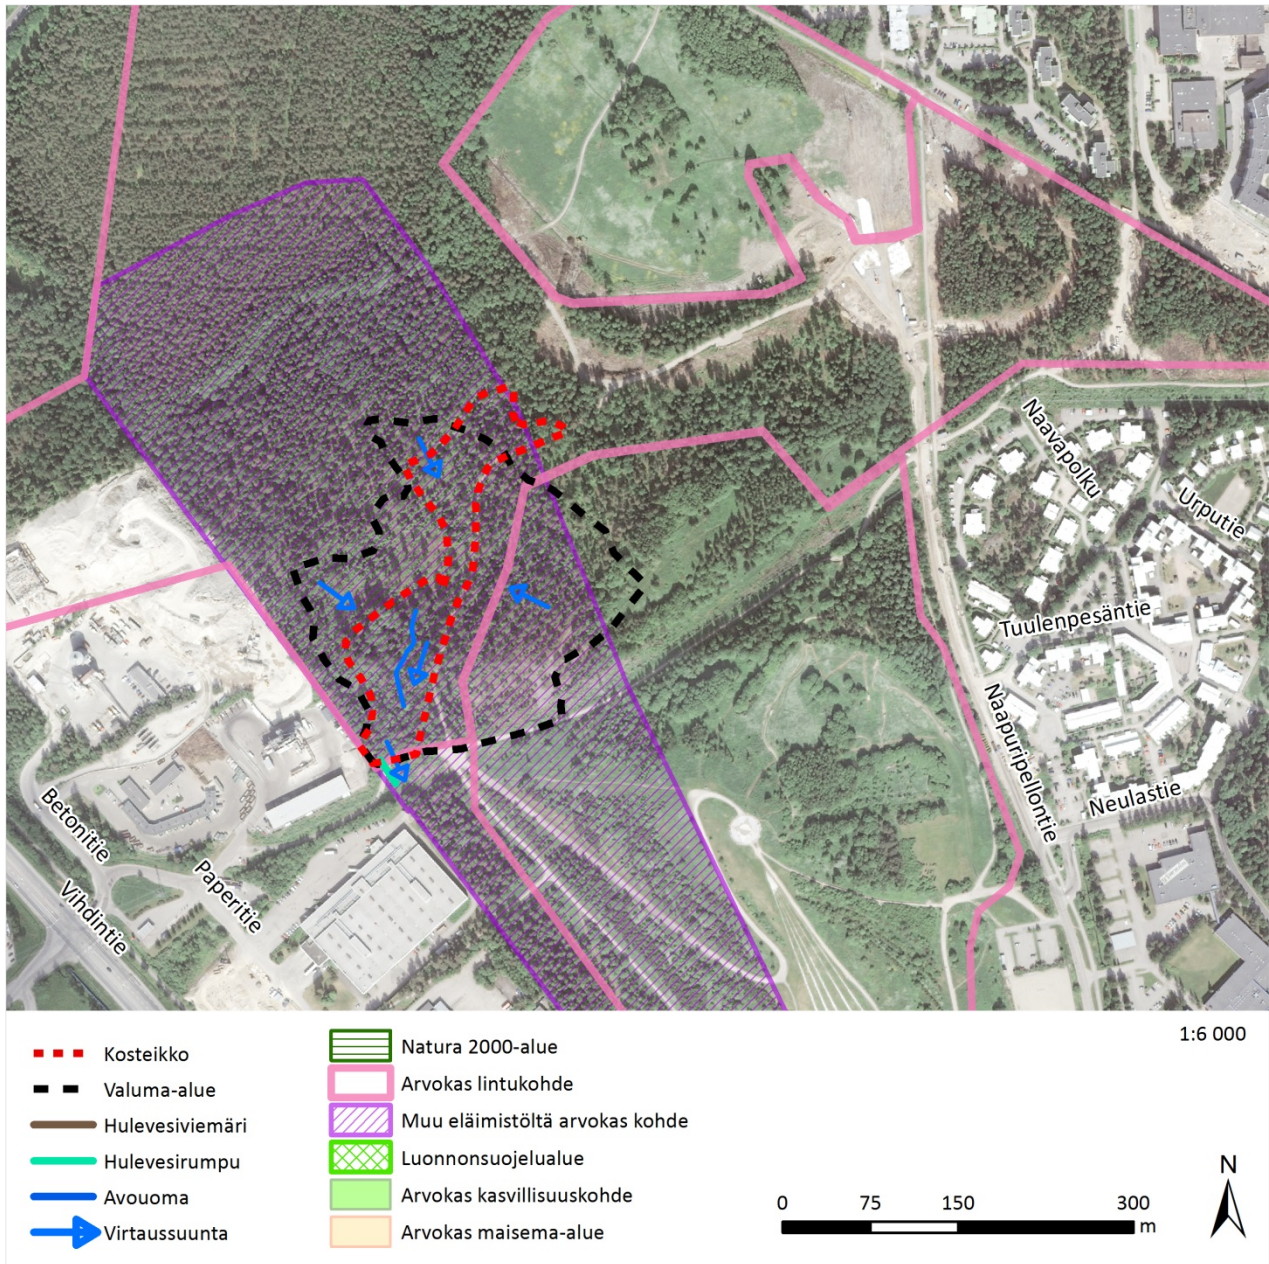 Naavapolku
Urputie
Tuulenpesäntie
Naapuripellontie
Neulastie
Betonitie
Paperitie
Vihdintie
1:6 000
Kosteikko
Valuma-alue
Hulevesiviemäri
Hulevesirumpu
Avouoma
Virtaussuunta
Natura 2000-alue
Arvokas lintukohde
Muu eläimistöltä arvokas kohde
Luonnonsuojelualue
Arvokas kasvillisuuskohde
Arvokas maisema-alue
0 75 150 300
m
N